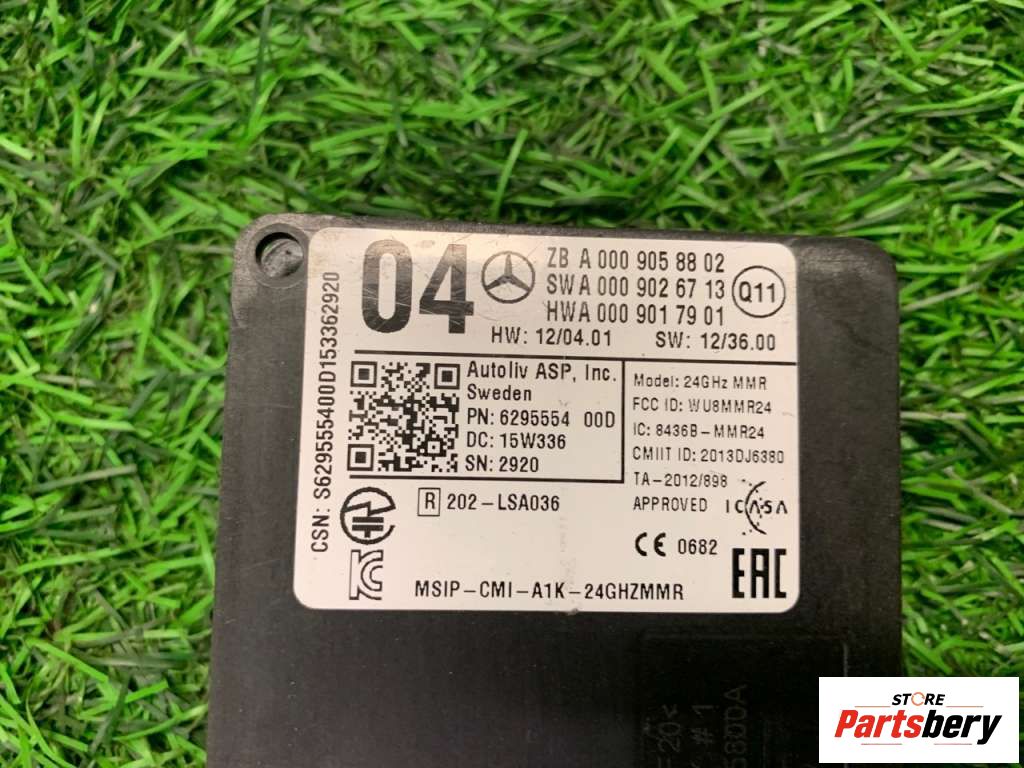 04
ZB A 000 905 88 02
SW A 000 902 67 13
HW A 000 901 79 01
Q11
HW: 12/04.01 SW: 12/36.00
CSN: S629555400D153362920
Autoliv ASP, Inc.
Sweden
PN: 6295554 00D
DC: 15W336
SN: 2920
Model: 24GHz MMR
FCC ID: WU8MMR24
IC: 8436B-MMR24
CMIIT ID: 2013DJ6380
TA-2012/898
APPROVED ICASA
R 202-LSA036
CE 0682
EAC
KC
MSIP-CMI-A1K-24GHZMMR
#1
STORE
Partsbery